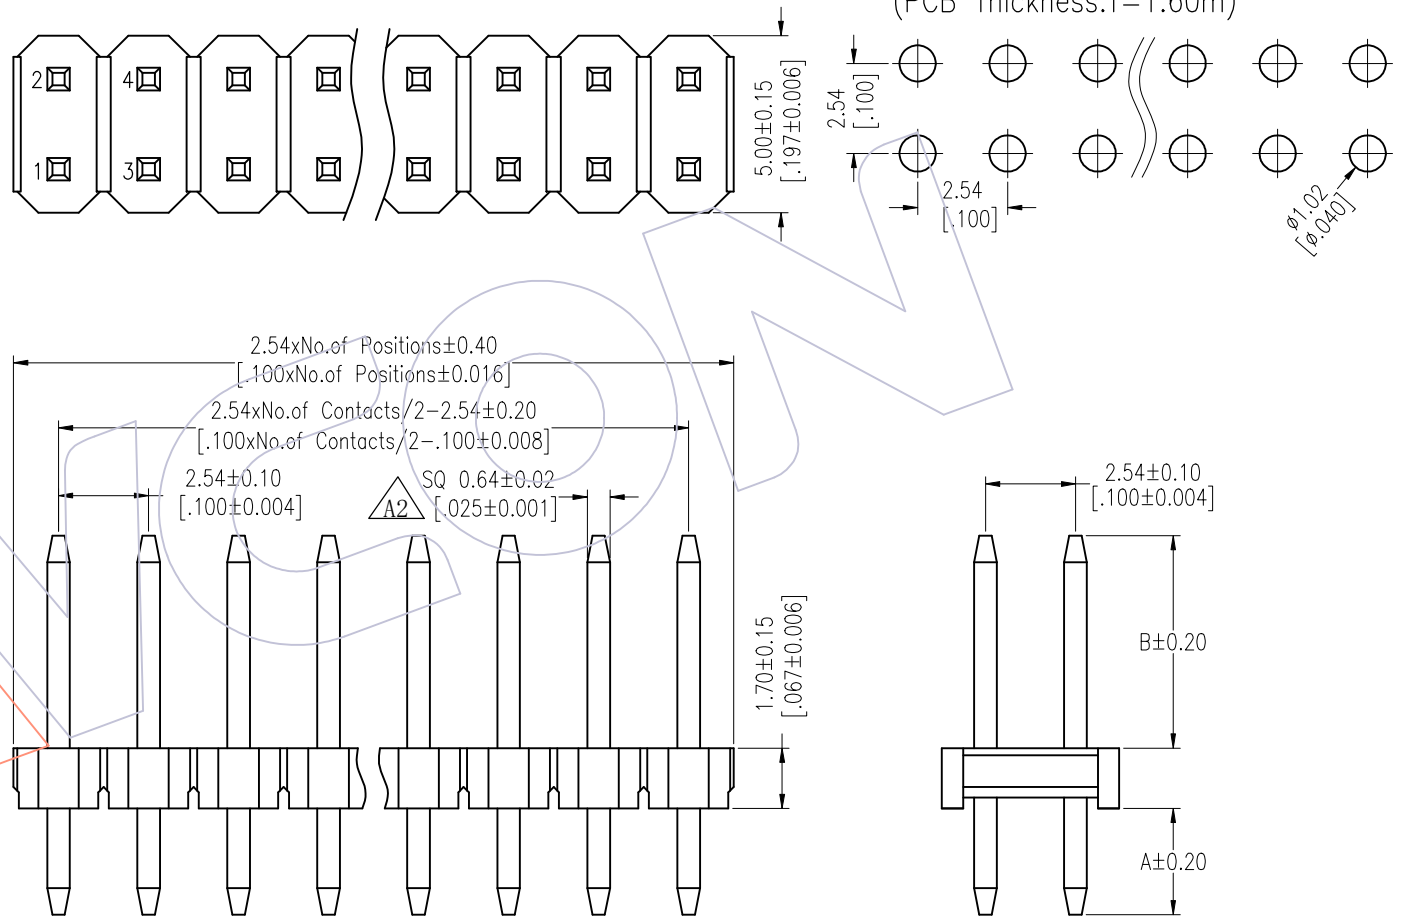 (PCB Thickness:T=1.60m)
2
4
1
3
5.00±0.15
[.197±0.006]
2.54
[.100]
2.54
[.100]
ø1.02
[ø.040]
2.54xNo.of Positions±0.40
[.100xNo.of Positions±0.016]
2.54xNo.of Contacts/2-2.54±0.20
[.100xNo.of Contacts/2-.100±0.008]
2.54±0.10
[.100±0.004]
A2
SQ 0.64±0.02
[.025±0.001]
2.54±0.10
[.100±0.004]
1.70±0.15
[.067±0.006]
B±0.20
A±0.20
CON